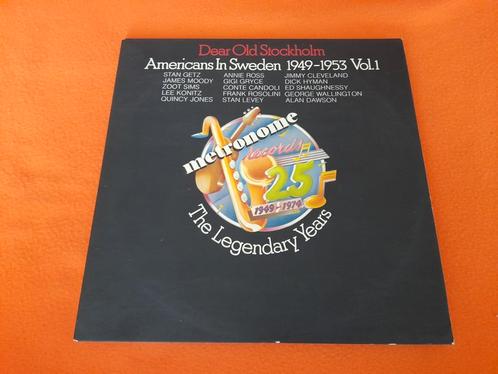 Dear Old Stockholm
Americans In Sweden 1949-1953 Vol.1
STAN GETZ ANNIE ROSS JIMMY CLEVELAND
JAMES MOODY GIGI GRYCE DICK HYMAN
ZOOT SIMS CONTE CANDOLI ED SHAUGHNESSY
LEE KONITZ FRANK ROSOLINI GEORGE WALLINGTON
QUINCY JONES STAN LEVEY ALAN DAWSON
metronome
records
25
1949-1974
The Legendary Years